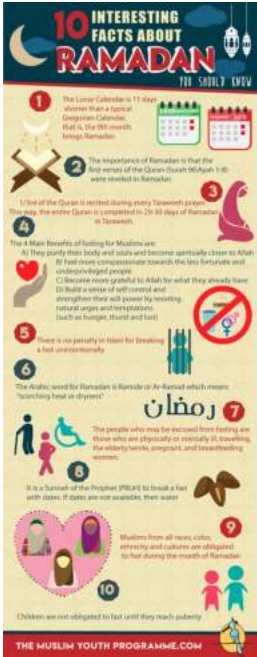 10 INTERESTING
FACTS ABOUT
RAMADAN
YOU SHOULD KNOW
1
The Lunar Calendar is 11 days
shorter than a typical
Gregorian Calendar,
that is, the 9th month
brings Ramadan
2
The importance of Ramadan is that the
first verses of the Quran (Surah 96:Ayah 1-8)
were reveled in Ramadan
3
1/3rd of the Quran is recited during every Taraweeh prayer.
This way, the entire Quran is completed in 29-30 days of Ramadan
in Taraweeh.
4
The 4 Main Benefits of fasting for Muslims are:
A) They purify their body and souls and become spiritually closer to Allah
B) Feel more compassionate towards the less fortunate and
underprivileged people
C) Become more grateful to Allah for what they already have
D) Build a sense of self control and
strengthen their will power by resisting
natural urges and temptations
(such as hunger, thurst and lust)
5
There is no penalty in Islam for breaking
a fast unintentionally
6
The Arabic word for Ramadan is Ramida or Ar-Ramad which means
"scorching heat or dryness"
رمضان
7
The people who may be excused from fasting are
those who are physically or mentally ill, travelling,
the elderly/senile, pregnant, and breastfeeding
women.
8
It is a Sunnah of the Prophet (PBUH) to break a fast
with dates. If dates are not available, then water
9
Muslims from all races, color,
ethnicity and cultures are obligated
to fast during the month of Ramadan
10
Children are not obligated to fast until they reach puberty
THE MUSLIM YOUTH PROGRAMME.COM